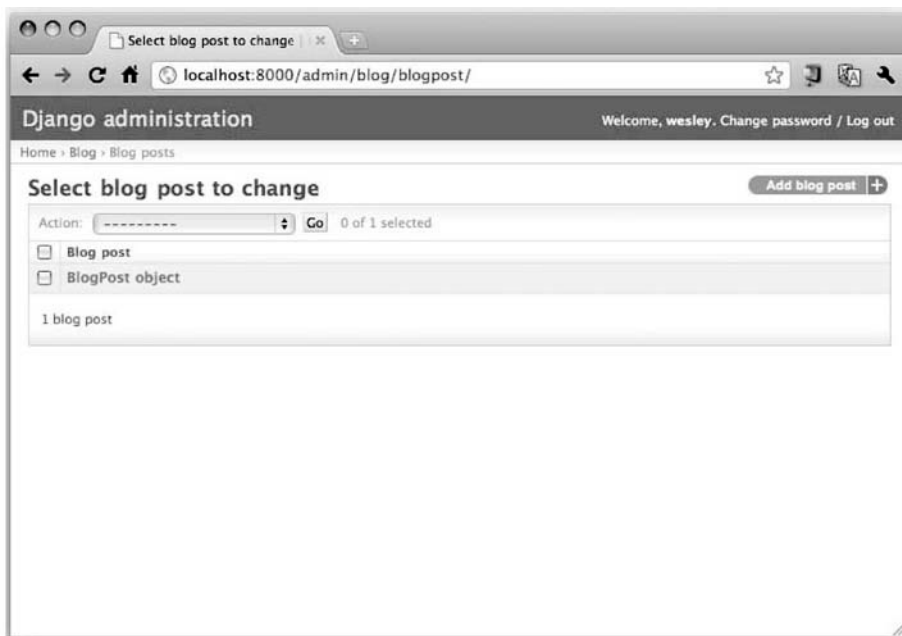 Select blog post to change
localhost:8000/admin/blog/blogpost/
Django administration
Welcome, wesley. Change password / Log out
Home › Blog › Blog posts
Select blog post to change
Add blog post +
Action: --------- Go 0 of 1 selected
Blog post
BlogPost object
1 blog post